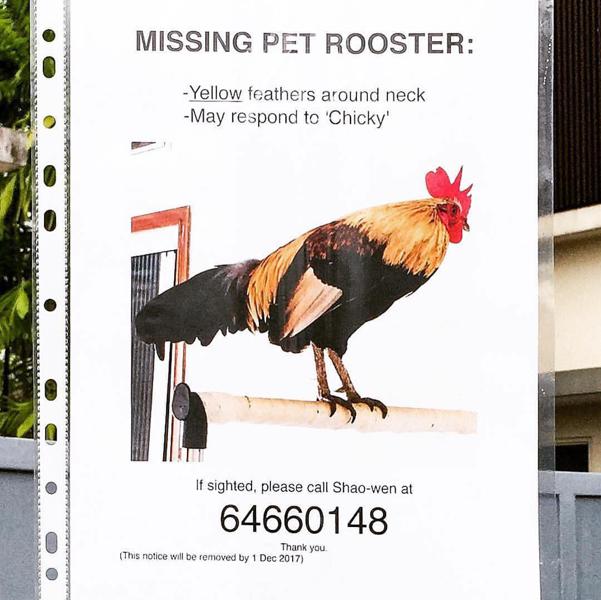 MISSING PET ROOSTER:
-Yellow feathers around neck
-May respond to 'Chicky'
If sighted, please call Shao-wen at
64660148
Thank you.
(This notice will be removed by 1 Dec 2017)